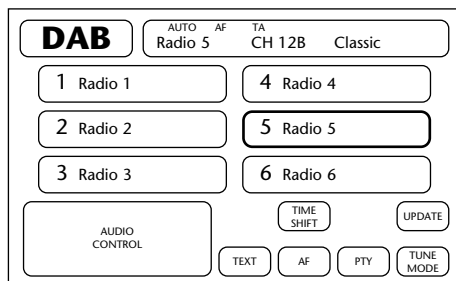 DAB
AUTO AF TA
Radio 5 CH 12B Classic
1 Radio 1
4 Radio 4
2 Radio 2
5 Radio 5
3 Radio 3
6 Radio 6
AUDIO
CONTROL
TIME
SHIFT
UPDATE
TEXT
AF
PTY
TUNE
MODE